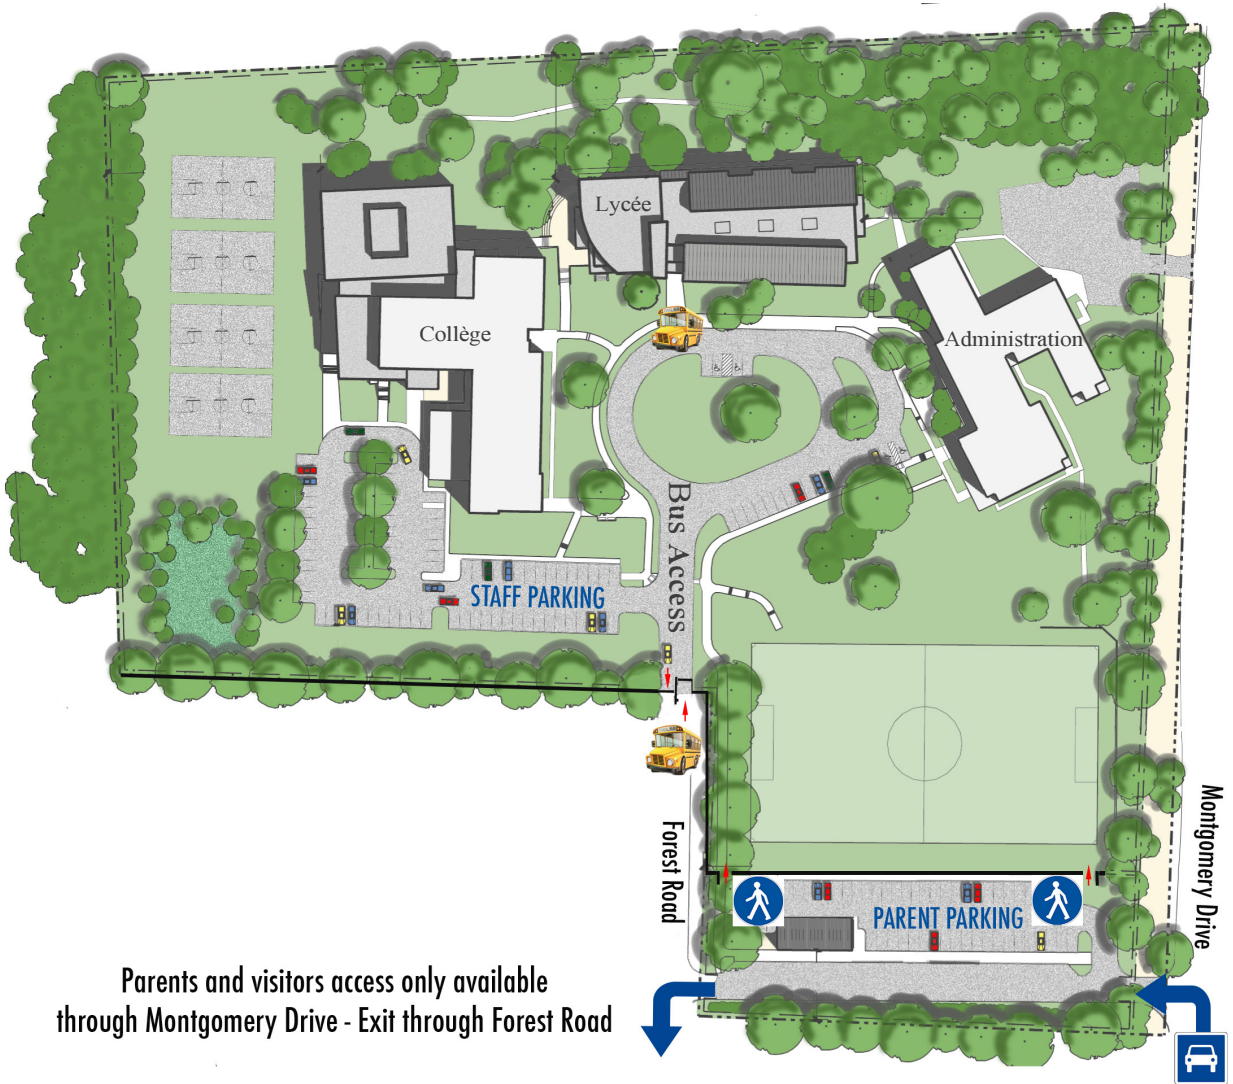 Lycée
Collège
Administration
Bus Access
STAFF PARKING
Forest Road
Montgomery Drive
PARENT PARKING
Parents and visitors access only available
through Montgomery Drive - Exit through Forest Road